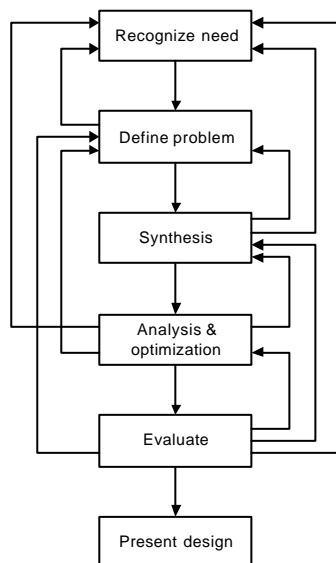 Recognize need
Define problem
Synthesis
Analysis &
optimization
Evaluate
Present design